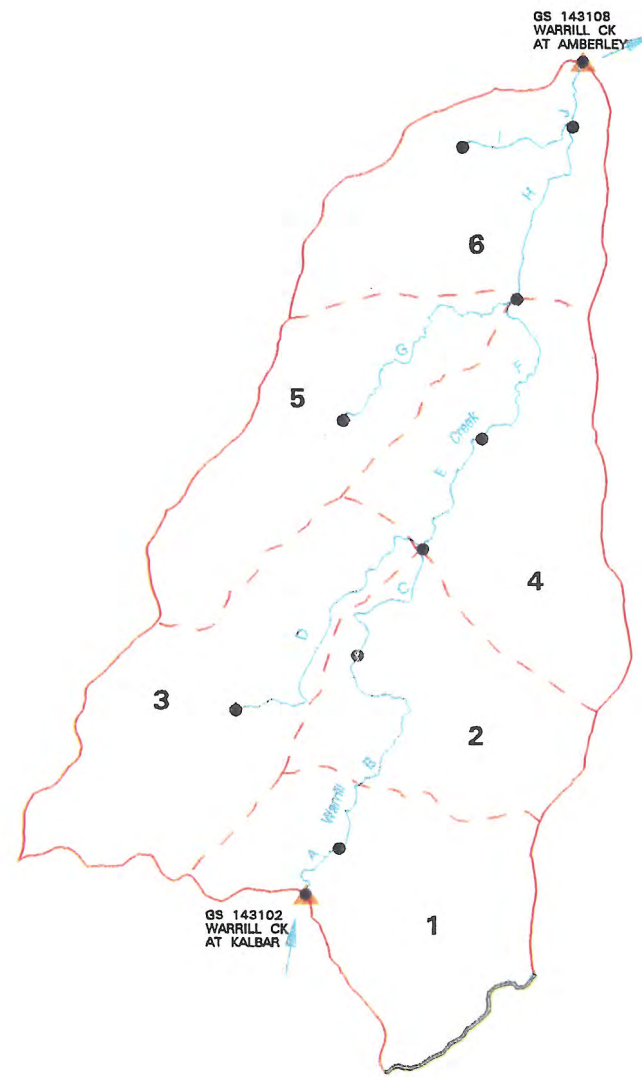 GS 143108
WARRILL CK
AT AMBERLEY
J
I
H
6
G
5
F
Creek
E
4
C
D
3
2
B
Warrill
A
GS 143102
WARRILL CK
AT KALBAR
1